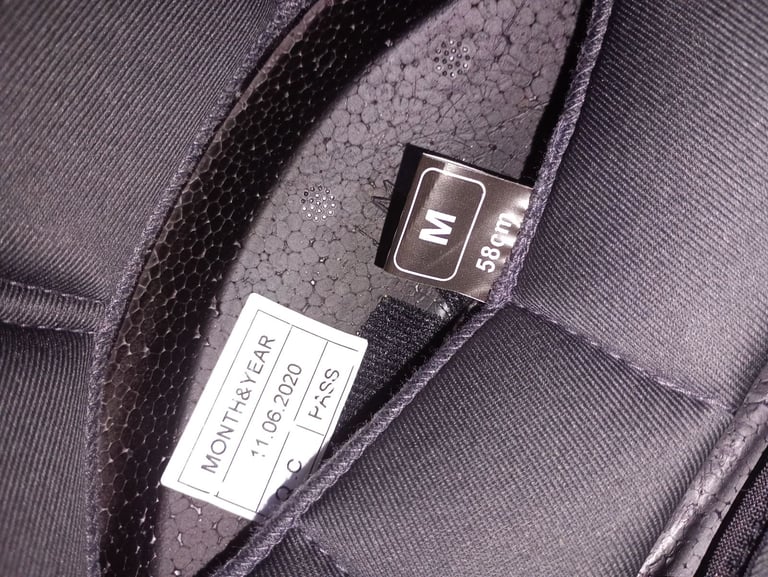 M
58cm
MONTH&YEAR
11.06.2020
Q.C PASS